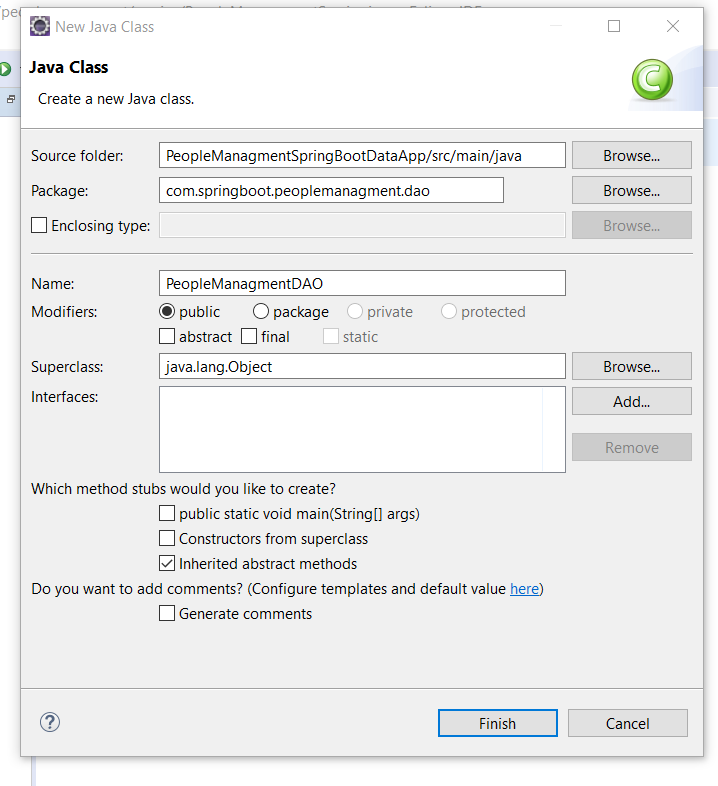 New Java Class
Java Class
Create a new Java class.
Source folder: PeopleManagmentSpringBootDataApp/src/main/java Browse...
Package: com.springboot.peoplemanagment.dao Browse...
Enclosing type: Browse...
Name: PeopleManagmentDAO
Modifiers: public package private protected
abstract final static
Superclass: java.lang.Object Browse...
Interfaces: Add...
Remove
Which method stubs would you like to create?
public static void main(String[] args)
Constructors from superclass
Inherited abstract methods
Do you want to add comments? (Configure templates and default value here)
Generate comments
? Finish Cancel